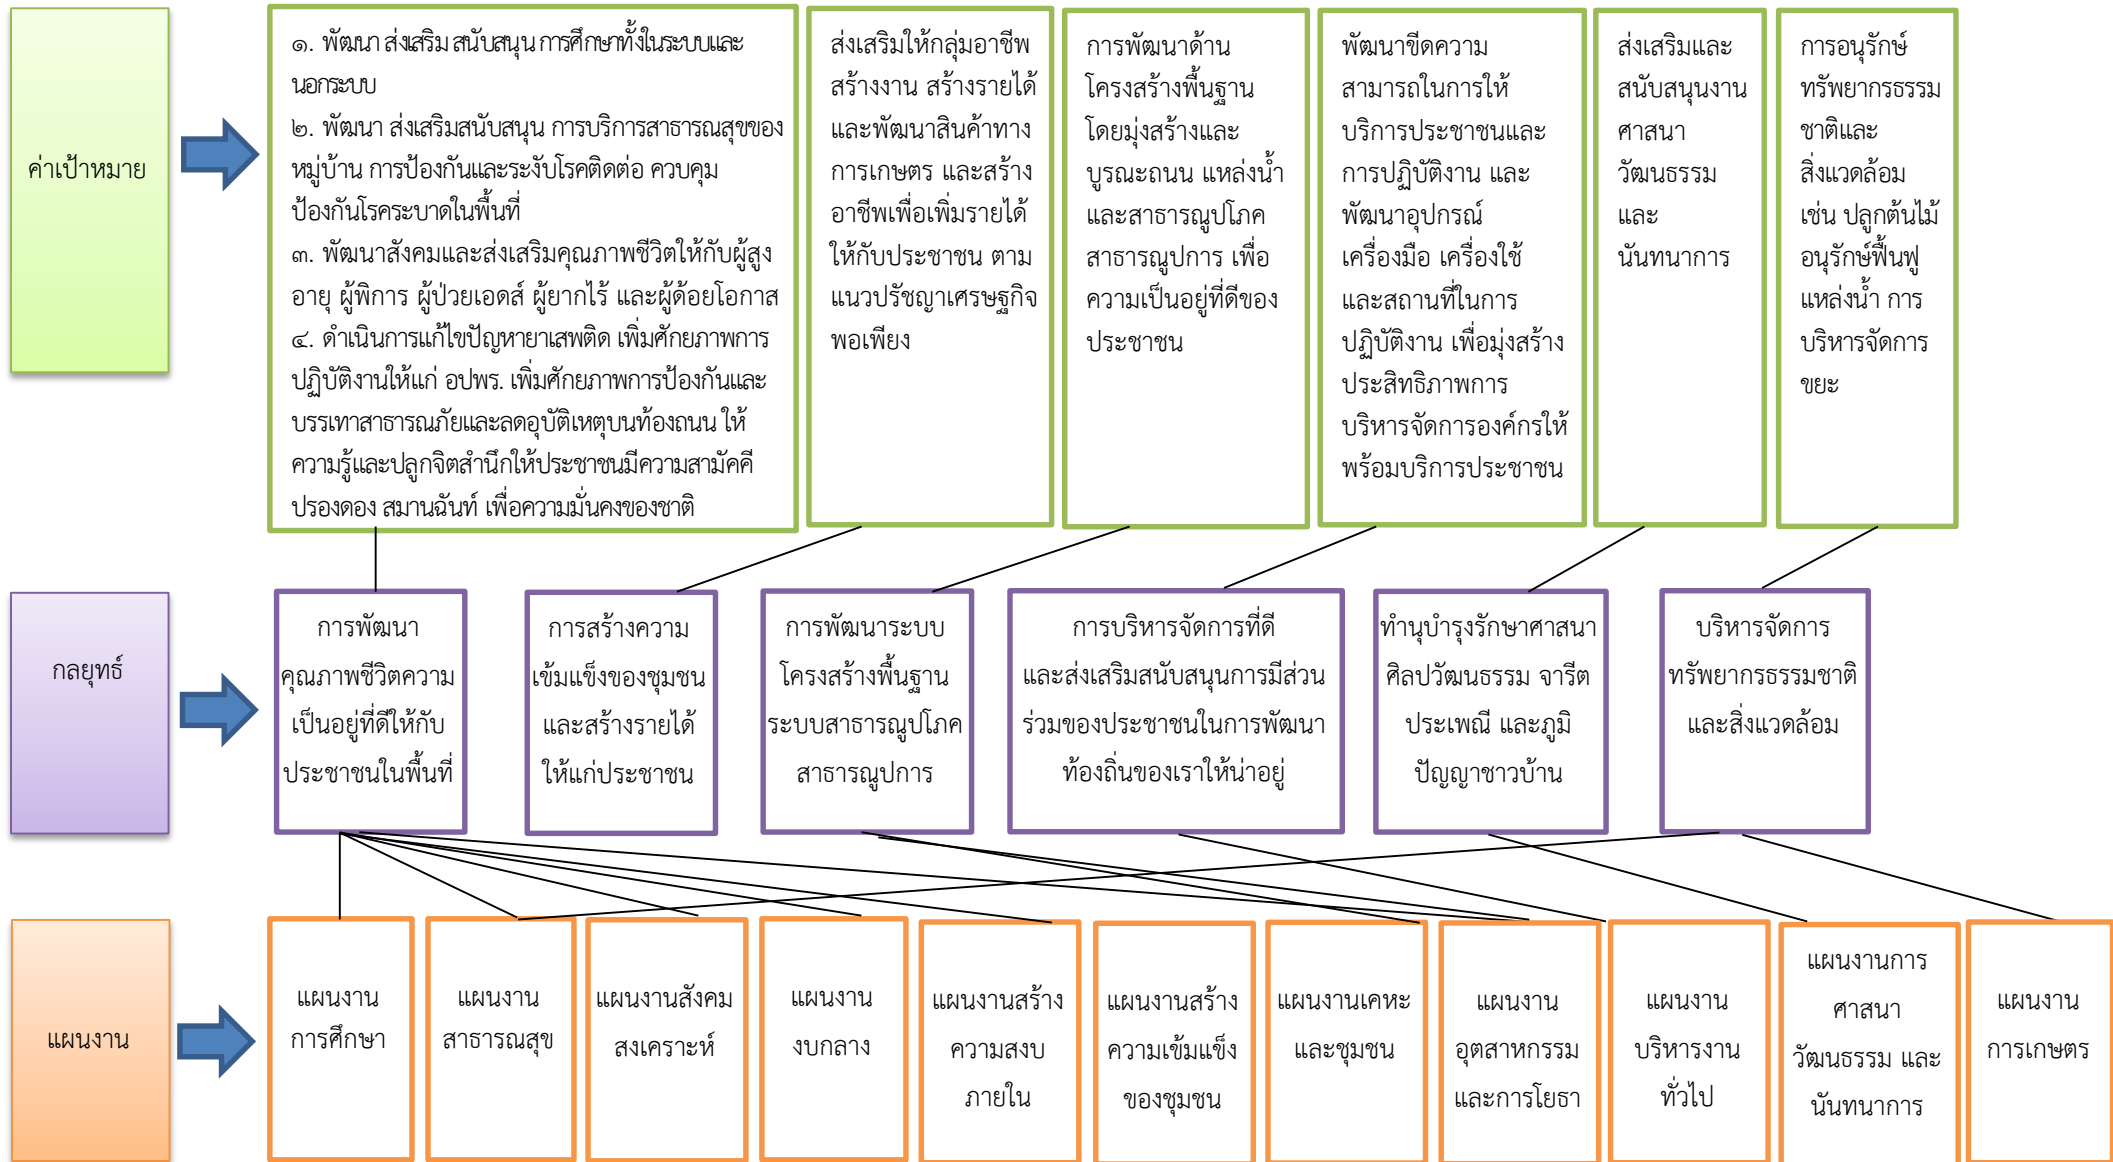 ค่าเป้าหมาย
๑. พัฒนา ส่งเสริม สนับสนุน การศึกษาทั้งในระบบและ
นอกระบบ
๒. พัฒนา ส่งเสริมสนับสนุน การบริการสาธารณสุขของ
หมู่บ้าน การป้องกันและระงับโรคติดต่อ ควบคุม
ป้องกันโรคระบาดในพื้นที่
๓. พัฒนาสังคมและส่งเสริมคุณภาพชีวิตให้กับผู้สูง
อายุ ผู้พิการ ผู้ป่วยเอดส์ ผู้ยากไร้ และผู้ด้อยโอกาส
๔. ดำเนินการแก้ไขปัญหายาเสพติด เพิ่มศักยภาพการ
ปฏิบัติงานให้แก่ อปพร. เพิ่มศักยภาพการป้องกันและ
บรรเทาสาธารณภัยและลดอุบัติเหตุบนท้องถนน ให้
ความรู้และปลูกจิตสำนึกให้ประชาชนมีความสามัคคี
ปรองดอง สมานฉันท์ เพื่อความมั่นคงของชาติ
ส่งเสริมให้กลุ่มอาชีพ
สร้างงาน สร้างรายได้
และพัฒนาสินค้าทาง
การเกษตร และสร้าง
อาชีพเพื่อเพิ่มรายได้
ให้กับประชาชน ตาม
แนวปรัชญาเศรษฐกิจ
พอเพียง
การพัฒนาด้าน
โครงสร้างพื้นฐาน
โดยมุ่งสร้างและ
บูรณะถนน แหล่งน้ำ
และสาธารณูปโภค
สาธารณูปการ เพื่อ
ความเป็นอยู่ที่ดีของ
ประชาชน
พัฒนาขีดความ
สามารถในการให้
บริการประชาชนและ
การปฏิบัติงาน และ
พัฒนาอุปกรณ์
เครื่องมือ เครื่องใช้
และสถานที่ในการ
ปฏิบัติงาน เพื่อมุ่งสร้าง
ประสิทธิภาพการ
บริหารจัดการองค์กรให้
พร้อมบริการประชาชน
ส่งเสริมและ
สนับสนุนงาน
ศาสนา
วัฒนธรรม
และ
นันทนาการ
การอนุรักษ์
ทรัพยากรธรรม
ชาติและ
สิ่งแวดล้อม
เช่น ปลูกต้นไม้
อนุรักษ์ฟื้นฟู
แหล่งน้ำ การ
บริหารจัดการ
ขยะ
กลยุทธ์
การพัฒนา
คุณภาพชีวิตความ
เป็นอยู่ที่ดีให้กับ
ประชาชนในพื้นที่
การสร้างความ
เข้มแข็งของชุมชน
และสร้างรายได้
ให้แก่ประชาชน
การพัฒนาระบบ
โครงสร้างพื้นฐาน
ระบบสาธารณูปโภค
สาธารณูปการ
การบริหารจัดการที่ดี
และส่งเสริมสนับสนุนการมีส่วน
ร่วมของประชาชนในการพัฒนา
ท้องถิ่นของเราให้น่าอยู่
ทำนุบำรุงรักษาศาสนา
ศิลปวัฒนธรรม จารีต
ประเพณี และภูมิ
ปัญญาชาวบ้าน
บริหารจัดการ
ทรัพยากรธรรมชาติ
และสิ่งแวดล้อม
แผนงาน
แผนงาน
การศึกษา
แผนงาน
สาธารณสุข
แผนงานสังคม
สงเคราะห์
แผนงาน
งบกลาง
แผนงานสร้าง
ความสงบ
ภายใน
แผนงานสร้าง
ความเข้มแข็ง
ของชุมชน
แผนงานเคหะ
และชุมชน
แผนงาน
อุตสาหกรรม
และการโยธา
แผนงาน
บริหารงาน
ทั่วไป
แผนงานการ
ศาสนา
วัฒนธรรม และ
นันทนาการ
แผนงาน
การเกษตร